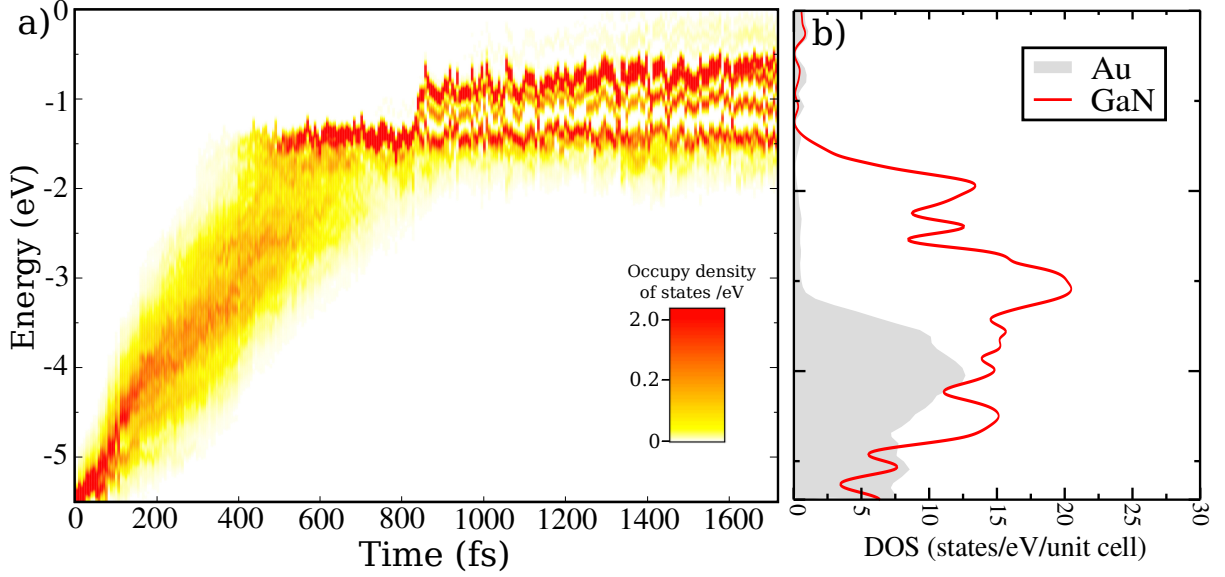 a)
0
-1
-2
-3
-4
-5
Energy (eV)
0
200
400
600
800
1000
1200
1400
1600
Time (fs)
Occupy density
of states /eV
2.0
0.2
0
b)
Au
GaN
0
5
10
15
20
25
30
DOS (states/eV/unit cell)